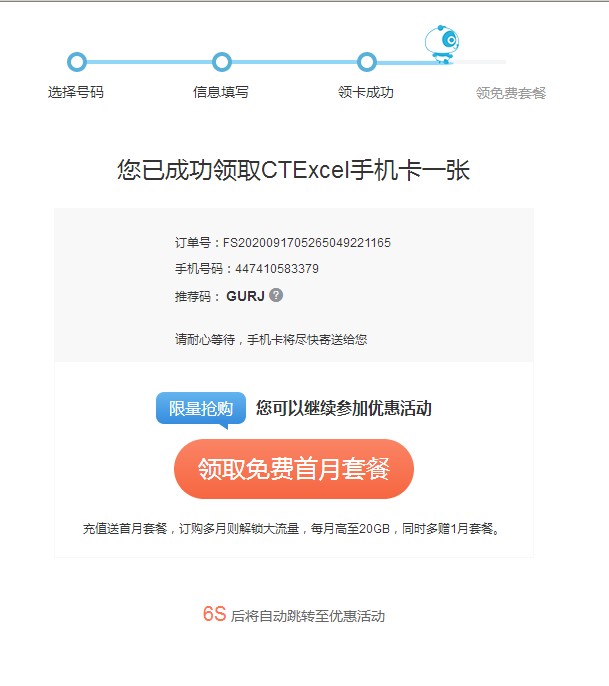 选择号码
信息填写
领卡成功
领免费套餐
您已成功领取CTExcel手机卡一张
订单号：FS2020091705265049221165
手机号码：447410583379
推荐码： GURJ ?
请耐心等待，手机卡将尽快寄送给您
限量抢购 您可以继续参加优惠活动
领取免费首月套餐
充值送首月套餐，订购多月则解锁大流量，每月高至20GB，同时多赠1月套餐。
6S 后将自动跳转至优惠活动